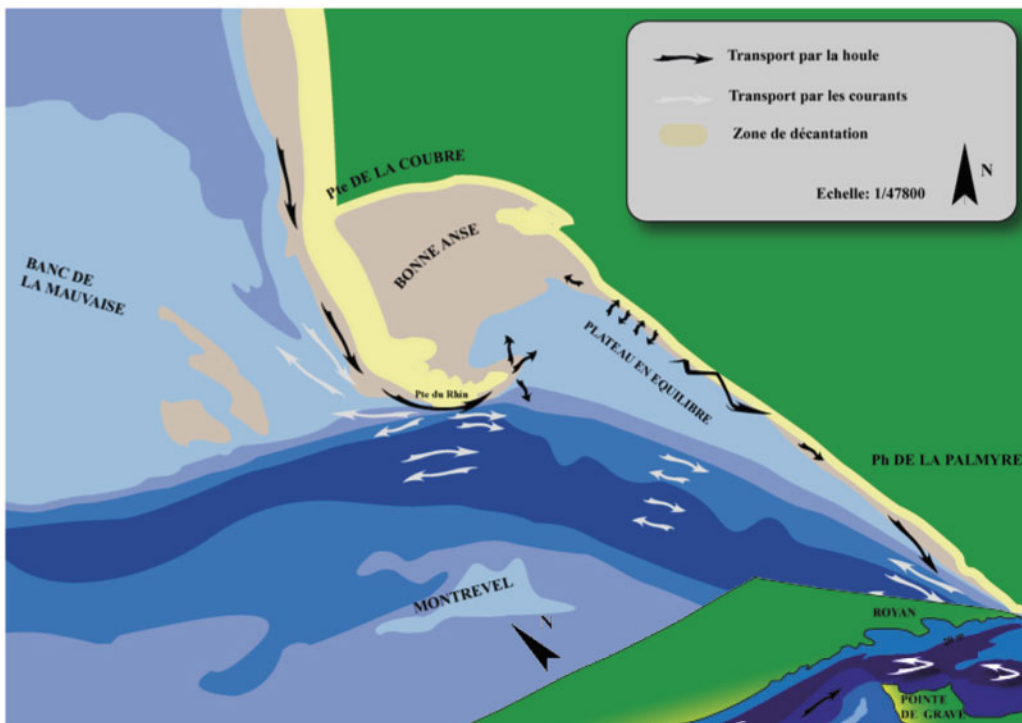 Transport par la houle
Transport par les courants
Zone de décantation
N
Echelle: 1/47800
Pte DE LA COUBRE
BONNE ANSE
BANC DE
LA MAUVAISE
PLATEAU EN EQUILIBRE
Pte du Rhin
Ph DE LA PALMYRE
MONTREVEL
N
ROYAN
POINTE
DE GRAVE